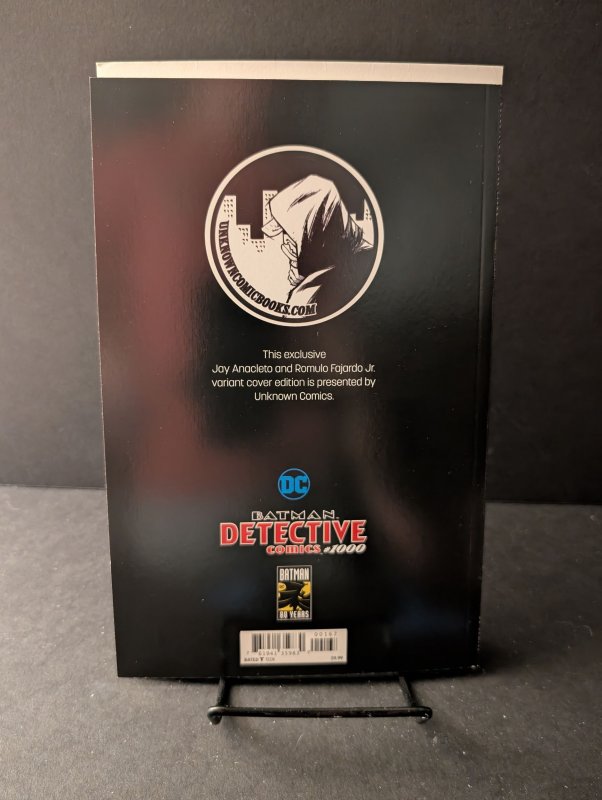 UNKNOWNCOMICBOOKS.COM
This exclusive
Jay Anacleto and Romulo Fajardo Jr.
variant cover edition is presented by
Unknown Comics.
DC
BATMAN
DETECTIVE
COMICS #1000
BATMAN
80 YEARS
RATED T